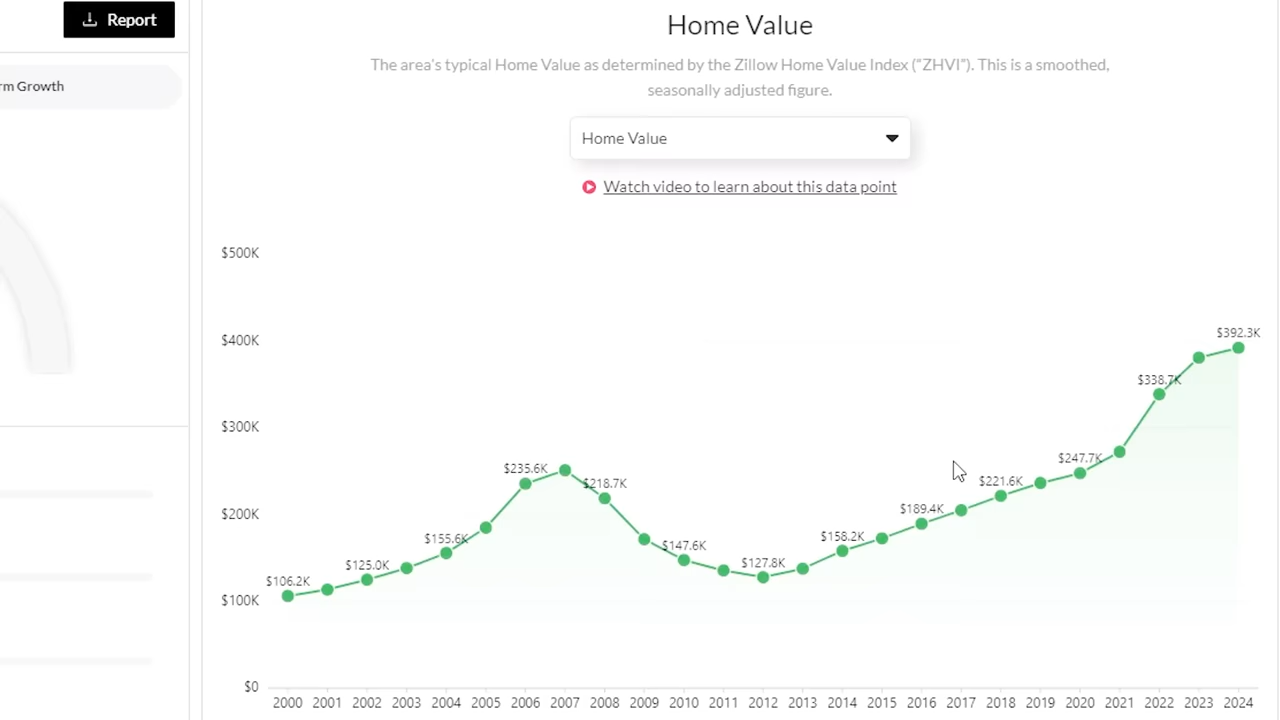 Report
rm Growth
Home Value
The area's typical Home Value as determined by the Zillow Home Value Index ("ZHVI"). This is a smoothed,
seasonally adjusted figure.
Home Value
Watch video to learn about this data point
$500K
$400K
$300K
$200K
$100K
$0
$106.2K
$125.0K
$155.6K
$235.6K
$218.7K
$147.6K
$127.8K
$158.2K
$189.4K
$221.6K
$247.7K
$338.7K
$392.3K
2000 2001 2002 2003 2004 2005 2006 2007 2008 2009 2010 2011 2012 2013 2014 2015 2016 2017 2018 2019 2020 2021 2022 2023 2024